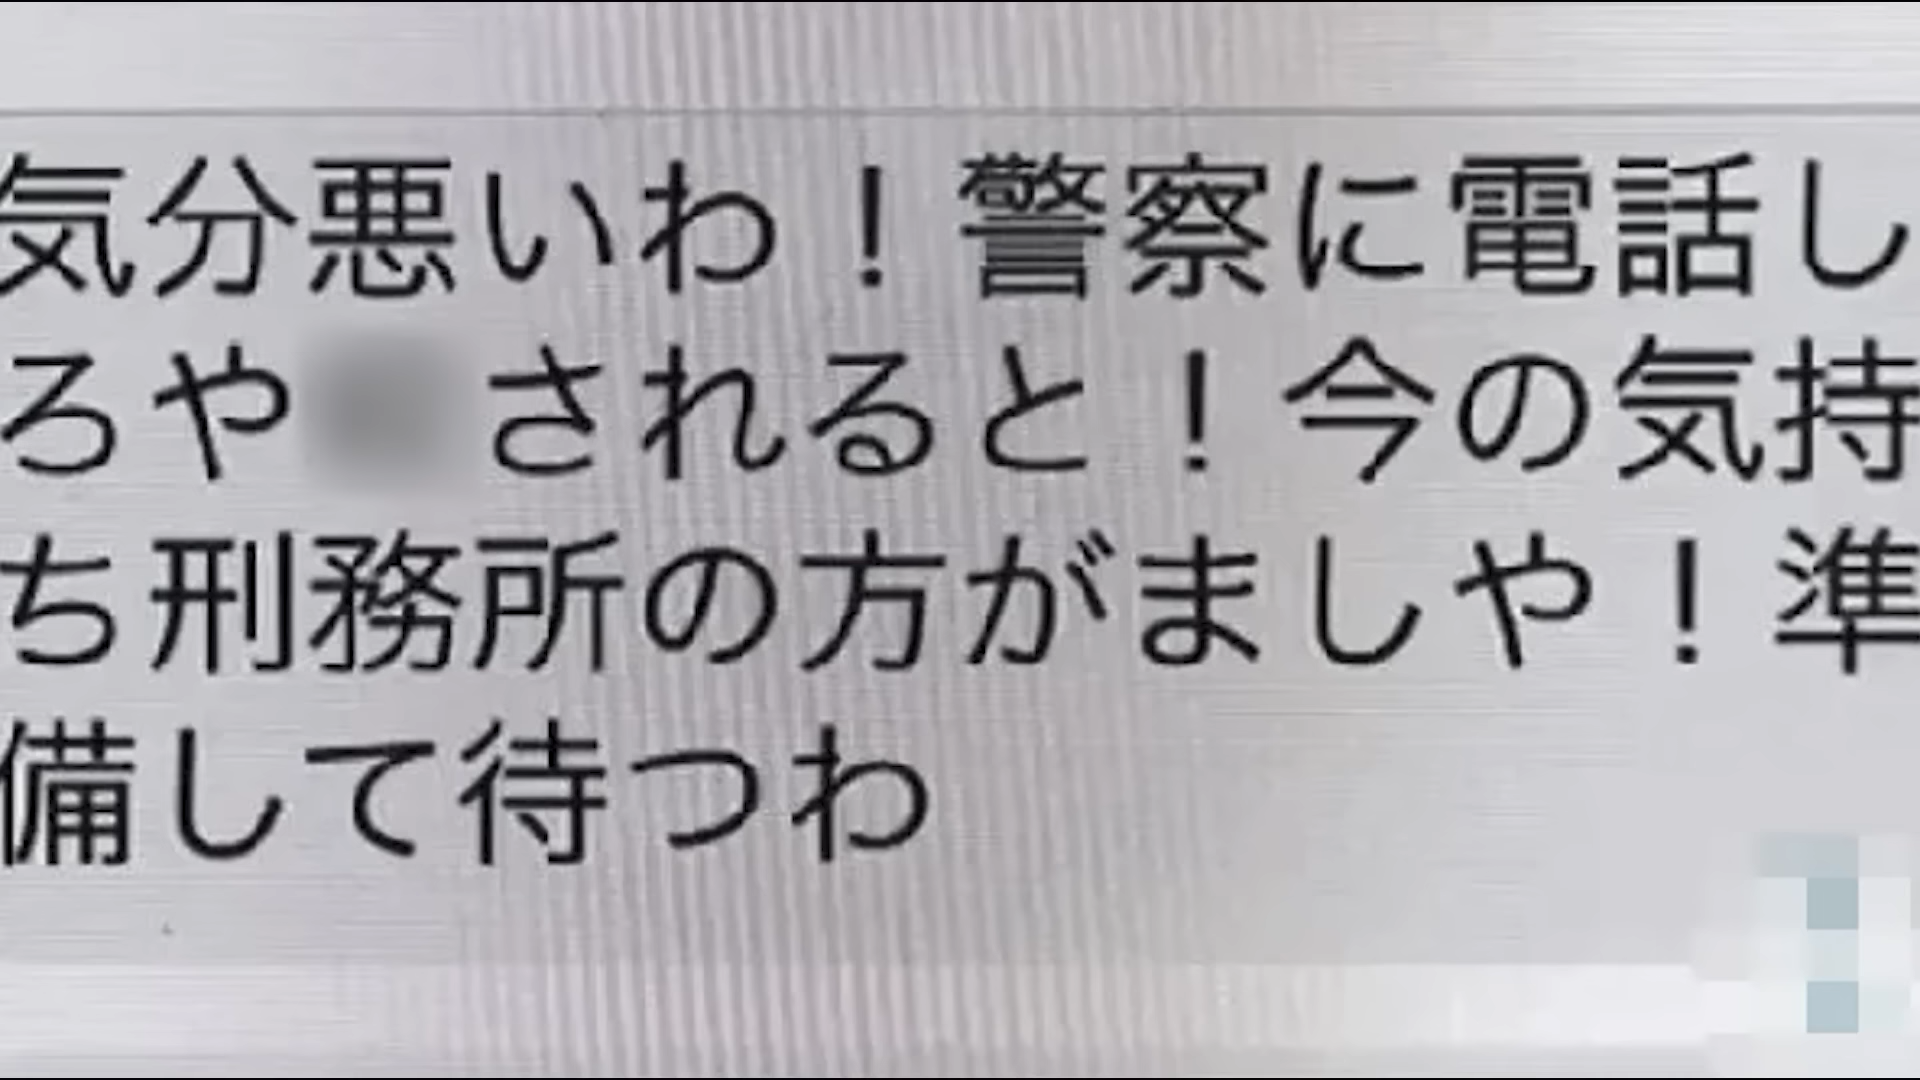 気分悪いわ！警察に電話し
ろや されると！今の気持
ち刑務所の方がましや！準
備して待つわ